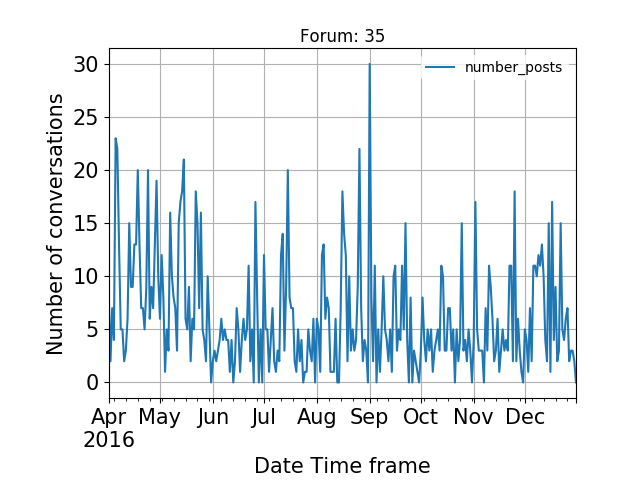 Forum: 35
number_posts
Number of conversations
30
25
20
15
10
5
0
Apr May Jun Jul Aug Sep Oct Nov Dec
2016
Date Time frame